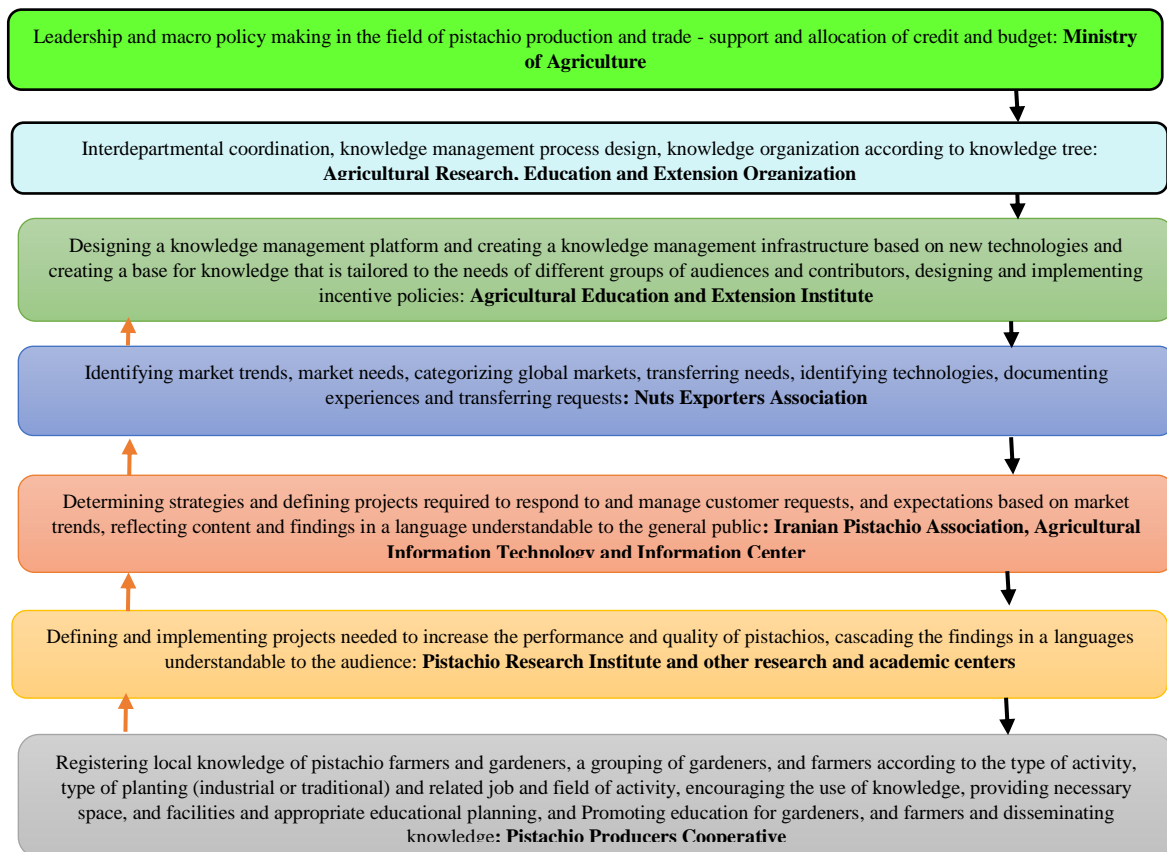 Leadership and macro policy making in the field of pistachio production and trade - support and allocation of credit and budget: Ministry
of Agriculture
Interdepartmental coordination, knowledge management process design, knowledge organization according to knowledge tree:
Agricultural Research, Education and Extension Organization
Designing a knowledge management platform and creating a knowledge management infrastructure based on new technologies and
creating a base for knowledge that is tailored to the needs of different groups of audiences and contributors, designing and implementing
incentive policies: Agricultural Education and Extension Institute
Identifying market trends, market needs, categorizing global markets, transferring needs, identifying technologies, documenting
experiences and transferring requests: Nuts Exporters Association
Determining strategies and defining projects required to respond to and manage customer requests, and expectations based on market
trends, reflecting content and findings in a language understandable to the general public: Iranian Pistachio Association, Agricultural
Information Technology and Information Center
Defining and implementing projects needed to increase the performance and quality of pistachios, cascading the findings in a languages
understandable to the audience: Pistachio Research Institute and other research and academic centers
Registering local knowledge of pistachio farmers and gardeners, a grouping of gardeners, and farmers according to the type of activity,
type of planting (industrial or traditional) and related job and field of activity, encouraging the use of knowledge, providing necessary
space, and facilities and appropriate educational planning, and Promoting education for gardeners, and farmers and disseminating
knowledge: Pistachio Producers Cooperative